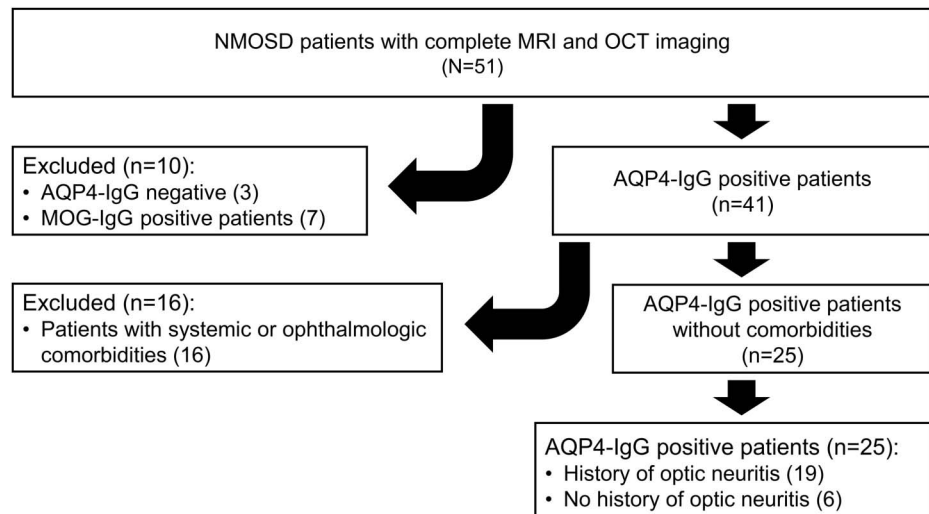 NMOSD patients with complete MRI and OCT imaging
(N=51)
Excluded (n=10):
• AQP4-IgG negative (3)
• MOG-IgG positive patients (7)
AQP4-IgG positive patients
(n=41)
Excluded (n=16):
• Patients with systemic or ophthalmologic
comorbidities (16)
AQP4-IgG positive patients
without comorbidities
(n=25)
AQP4-IgG positive patients (n=25):
• History of optic neuritis (19)
• No history of optic neuritis (6)